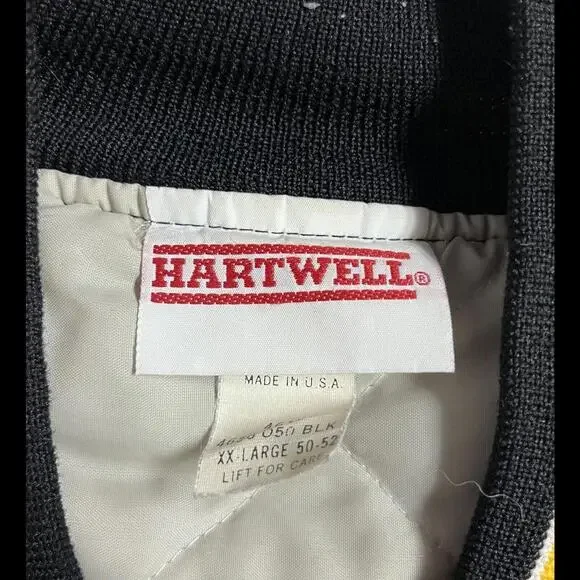 HARTWELL®
MADE IN U.S.A.
050 BLK
XX-LARGE 50-52
LIFT FOR CARE